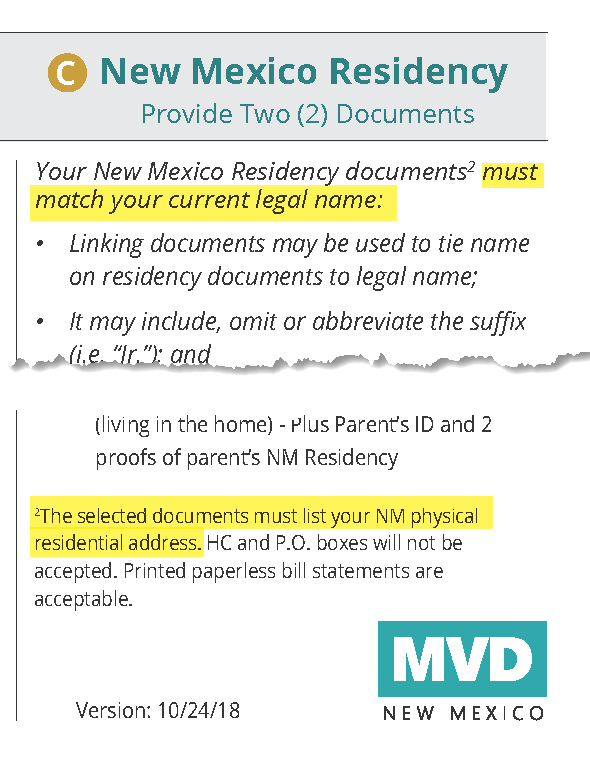 C New Mexico Residency
Provide Two (2) Documents
Your New Mexico Residency documents² must
match your current legal name:
• Linking documents may be used to tie name
on residency documents to legal name;
• It may include, omit or abbreviate the suffix
(i.e. “Jr.”); and
(living in the home) - Plus Parent’s ID and 2
proofs of parent’s NM Residency
²The selected documents must list your NM physical
residential address. HC and P.O. boxes will not be
accepted. Printed paperless bill statements are
acceptable.
Version: 10/24/18
MVD
NEW MEXICO